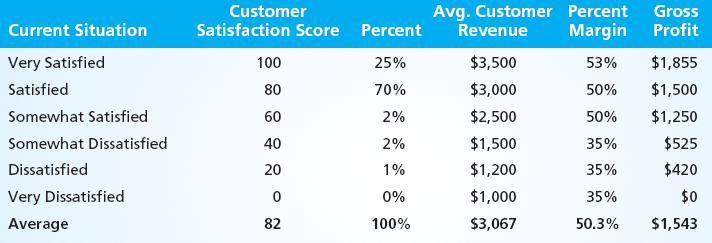 Customer Avg. Customer Percent Gross
Current Situation Satisfaction Score Percent Revenue Margin Profit
Very Satisfied 100 25% $3,500 53% $1,855
Satisfied 80 70% $3,000 50% $1,500
Somewhat Satisfied 60 2% $2,500 50% $1,250
Somewhat Dissatisfied 40 2% $1,500 35% $525
Dissatisfied 20 1% $1,200 35% $420
Very Dissatisfied 0 0% $1,000 35% $0
Average 82 100% $3,067 50.3% $1,543